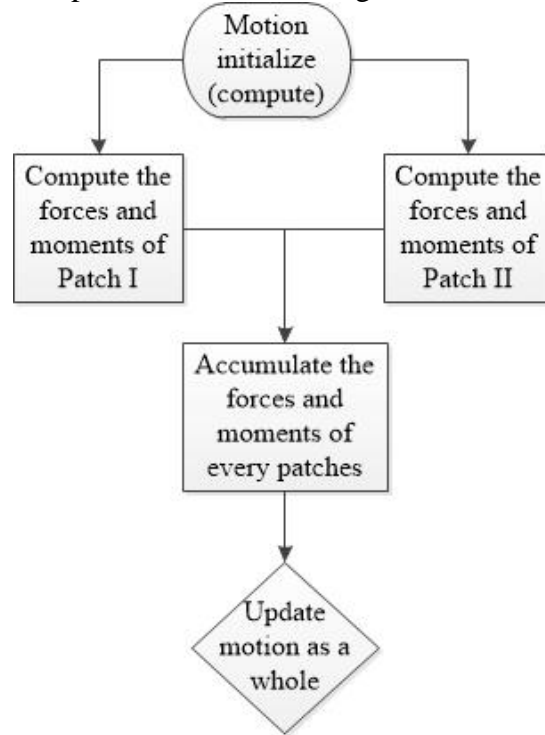 Motion
initialize
(compute)
Compute the
forces and
moments of
Patch I
Compute the
forces and
moments of
Patch II
Accumulate the
forces and
moments of
every patches
Update
motion as a
whole